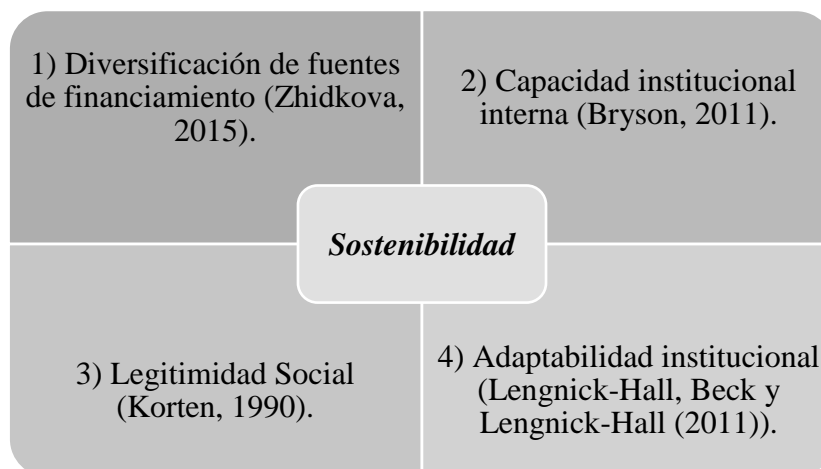 1) Diversificación de fuentes
de financiamiento (Zhidkova,
2015).
2) Capacidad institucional
interna (Bryson, 2011).
Sostenibilidad
3) Legitimidad Social
(Korten, 1990).
4) Adaptabilidad institucional
(Lengnick-Hall, Beck y
Lengnick-Hall (2011)).